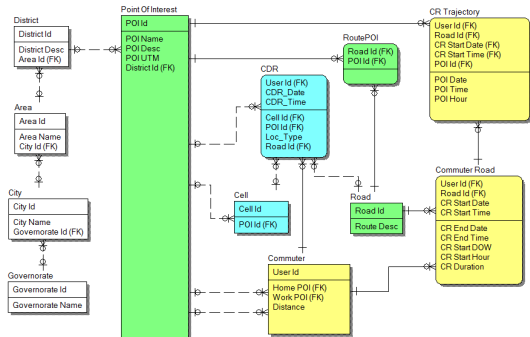 District
District Id
District Desc
Area Id (FK)
Area
Area Id
Area Name
City Id (FK)
City
City Id
City Name
Governorate Id (FK)
Governorate
Governorate Id
Governorate Name
Point Of Interest
POI Id
POI Name
POI Desc
POI UTM
District Id (FK)
CDR
User Id (FK)
CDR_Date
CDR_Time
Cell Id (FK)
POI Id (FK)
Loc_Type
Road Id (FK)
Cell
Cell Id
POI Id (FK)
Commuter
User Id
Home POI (FK)
Work POI (FK)
Distance
RoutePOI
Road Id (FK)
POI Id (FK)
Road
Road Id
Route Desc
CR Trajectory
User Id (FK)
Road Id (FK)
CR Start Date (FK)
CR Start Time (FK)
POI Id (FK)
POI Date
POI Time
POI Hour
Commuter Road
User Id (FK)
Road Id (FK)
CR Start Date
CR Start Time
CR End Date
CR End Time
CR Start DOW
CR Start Hour
CR Duration